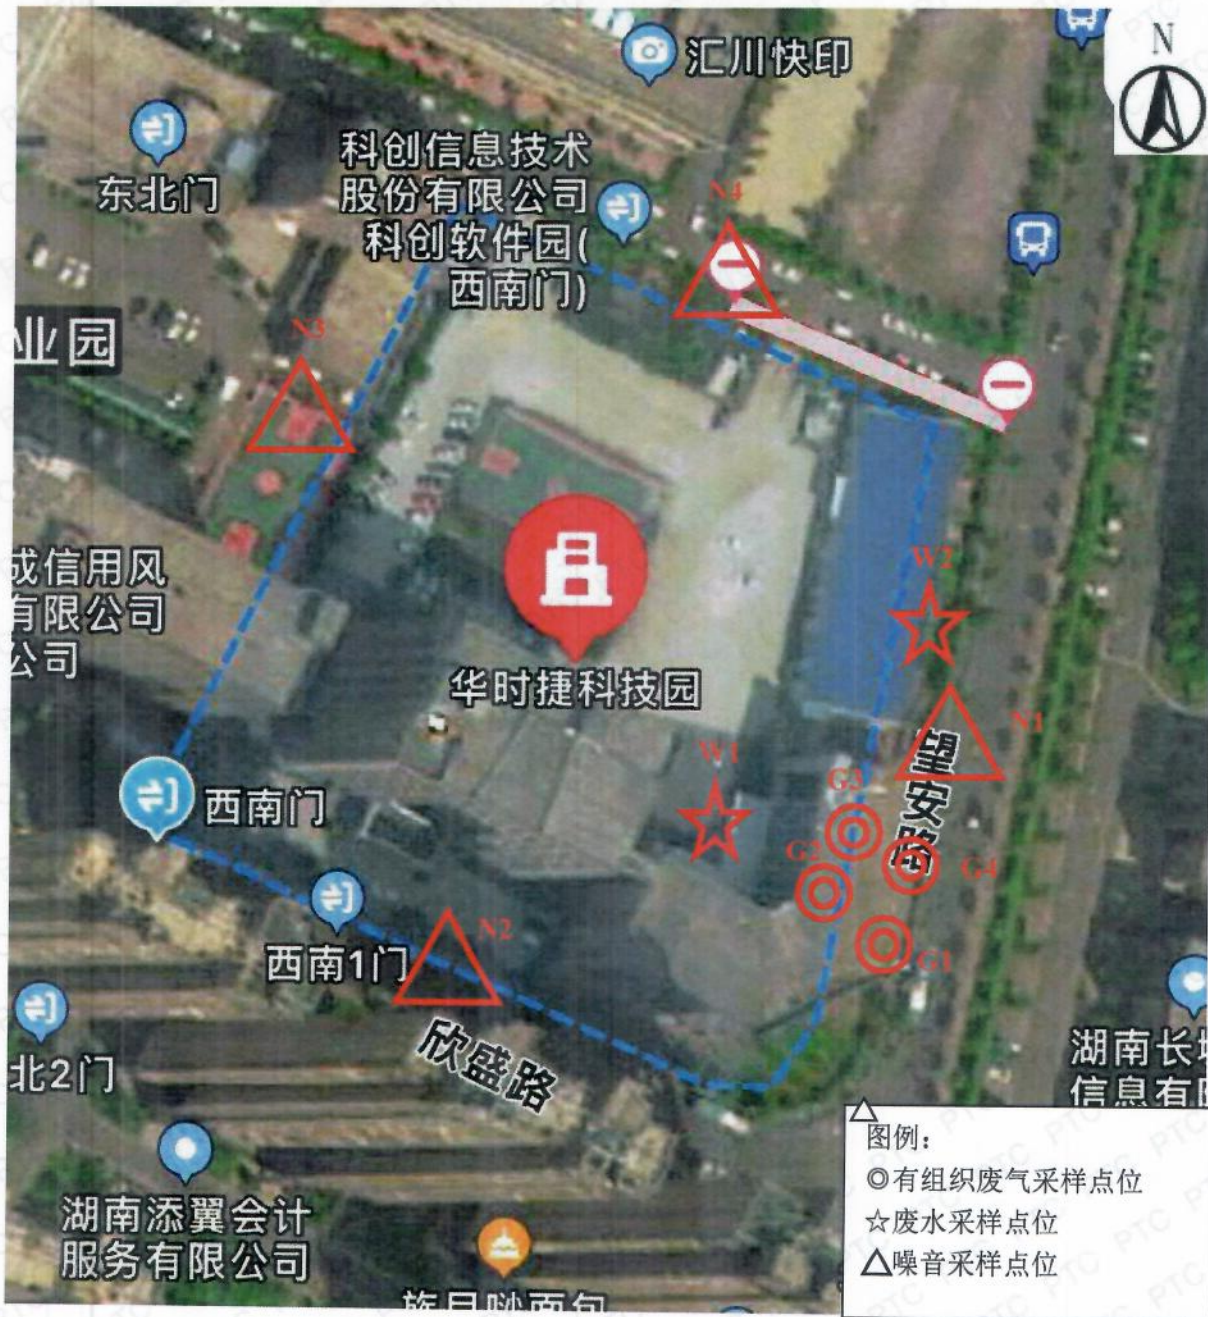 汇川快印
N
科创信息技术
股份有限公司
科创软件园(
西南门)
东北门
N4
业园
N3
成信用风
有限公司
公司
华时捷科技园
W2
W1
N1
望安路
G3
G2
G4
G1
西南门
西南1门
N2
欣盛路
北2门
湖南长
信息有
湖南添翼会计
服务有限公司
△
图例：
◎有组织废气采样点位
☆废水采样点位
△噪音采样点位
PTC